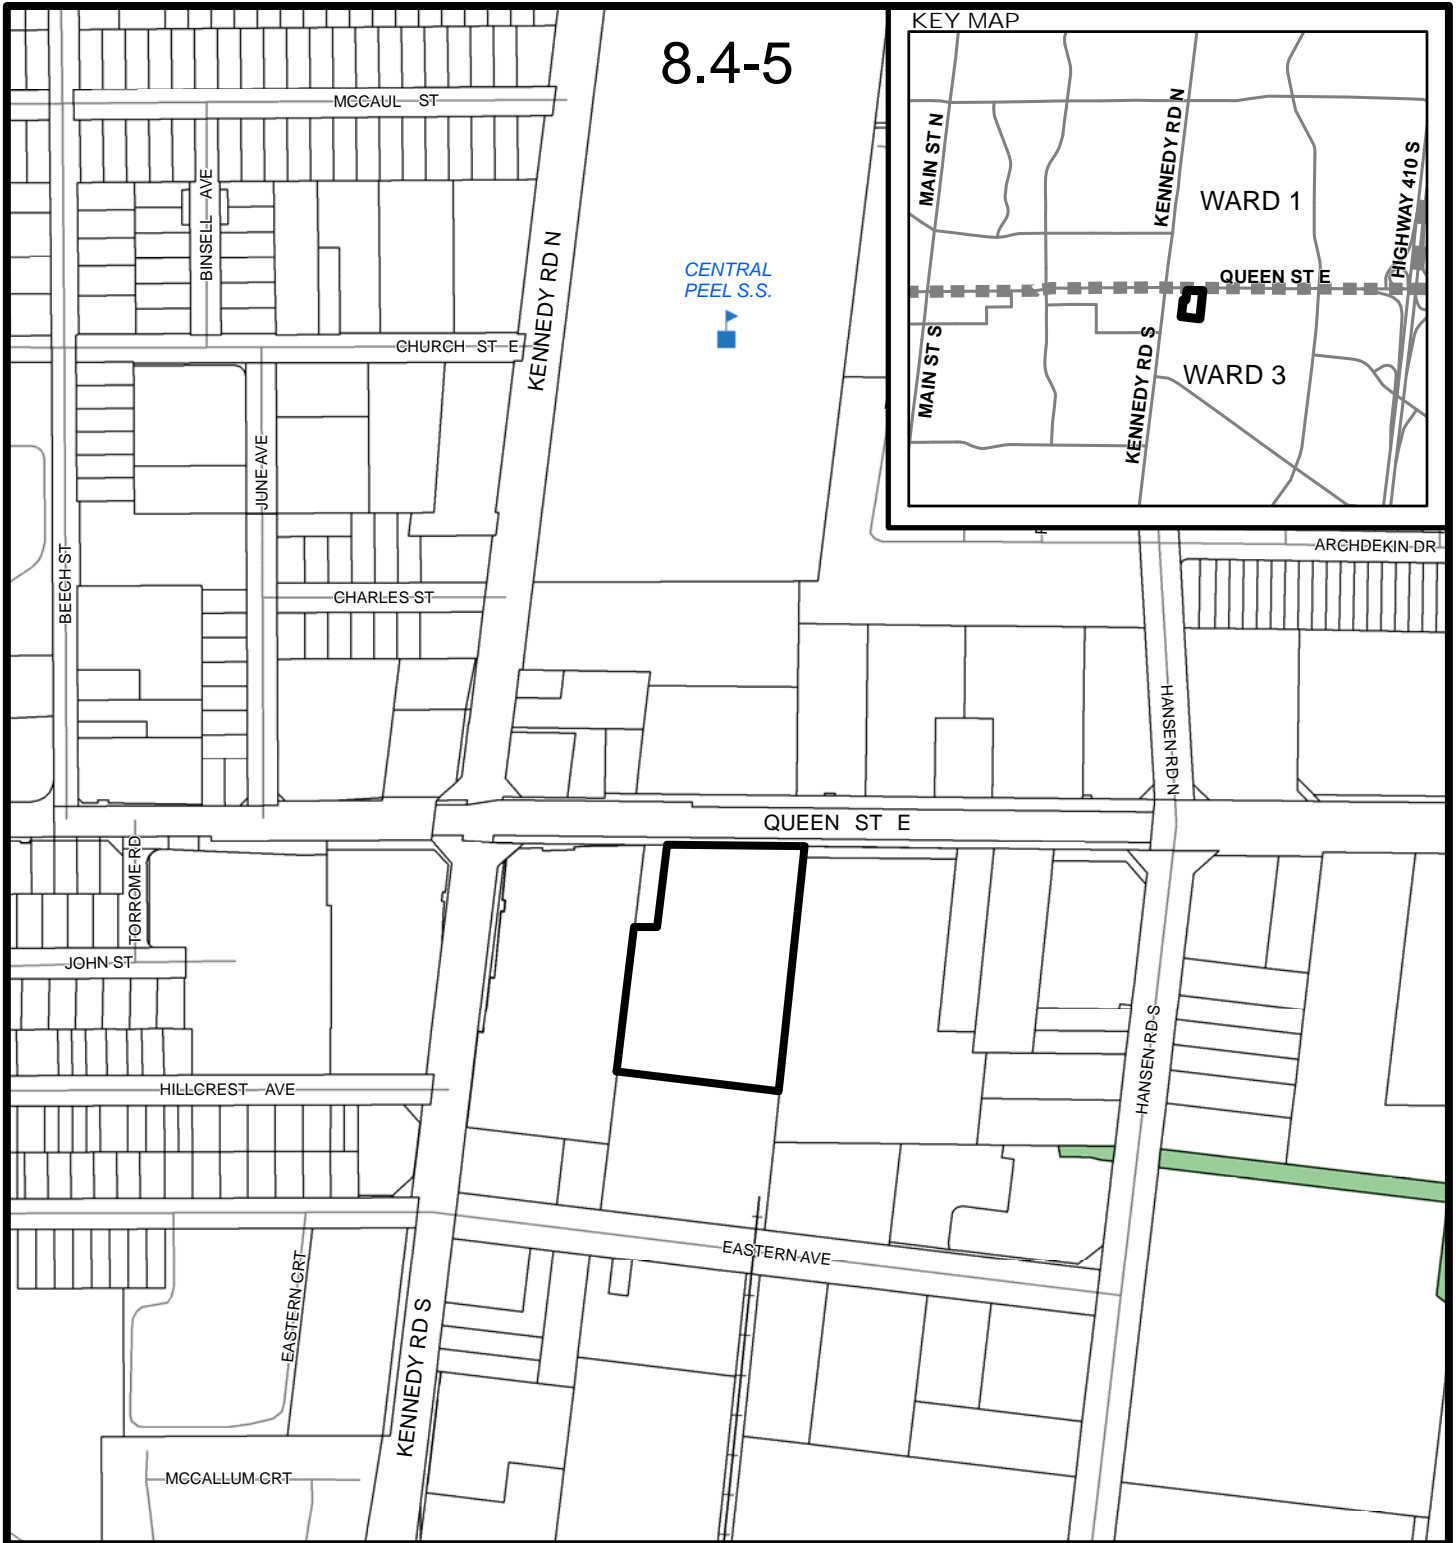 8.4-5
KEY MAP
MAIN ST N
KENNEDY RD N
WARD 1
HIGHWAY 410 S
QUEEN ST E
MAIN ST S
KENNEDY RD S
WARD 3
MCCAUL ST
BINSELL AVE
KENNEDY RD N
CENTRAL
PEEL S.S.
CHURCH ST E
JUNE AVE
BEECH ST
CHARLES ST
ARCHDEKIN DR
HANSEN RD N
QUEEN ST E
TORROME RD
JOHN ST
HILLCREST AVE
HANSEN RD S
EASTERN AVE
EASTERN CRT
KENNEDY RD S
MCCALLUM CRT